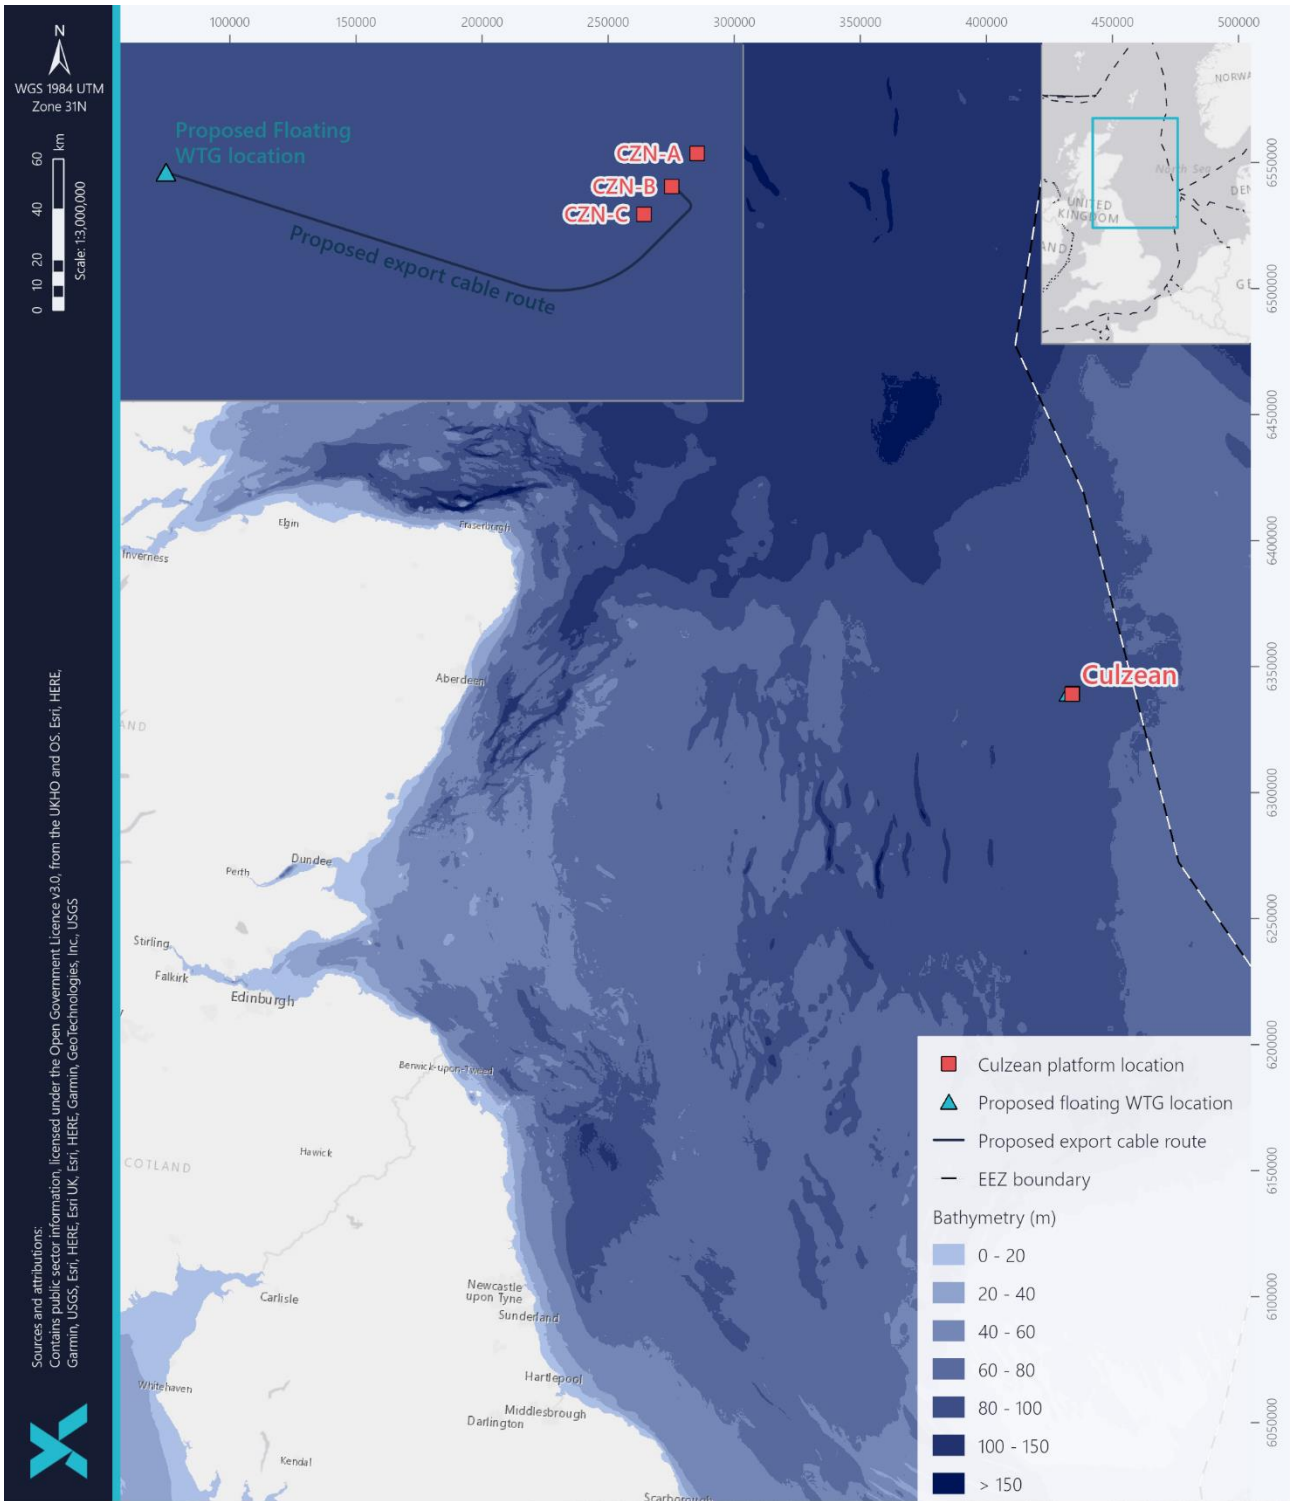 100000
150000
200000
250000
300000
350000
400000
450000
500000
N
WGS 1984 UTM
Zone 31N
0 10 20 40 60 km
Scale: 1:3,000,000
Proposed Floating
WTG location
CZN-A
CZN-B
CZN-C
Proposed export cable route
NORWA
North Sea
DEN
UNITED
KINGDOM
AND
GE
6550000
6500000
6450000
6400000
6350000
6300000
6250000
6200000
6150000
6100000
6050000
Elgin
Fraserburgh
Inverness
Aberdeen
Culzean
AND
Dundee
Perth
Stirling
Falkirk
Edinburgh
Berwick-upon-Tweed
Hawick
COTLAND
Newcastle
upon Tyne
Sunderland
Carlisle
Hartlepool
Whitehaven
Middlesbrough
Darlington
Kendal
Scarborough
Culzean platform location
Proposed floating WTG location
Proposed export cable route
EEZ boundary
Bathymetry (m)
0 - 20
20 - 40
40 - 60
60 - 80
80 - 100
100 - 150
> 150
Sources and attributions:
Contains public sector information, licensed under the Open Government Licence v3.0, from the UKHO and OS. Esri, HERE,
Garmin, USGS, Esri, HERE, Esri UK, Esri, HERE, Garmin, GeoTechnologies, Inc., USGS